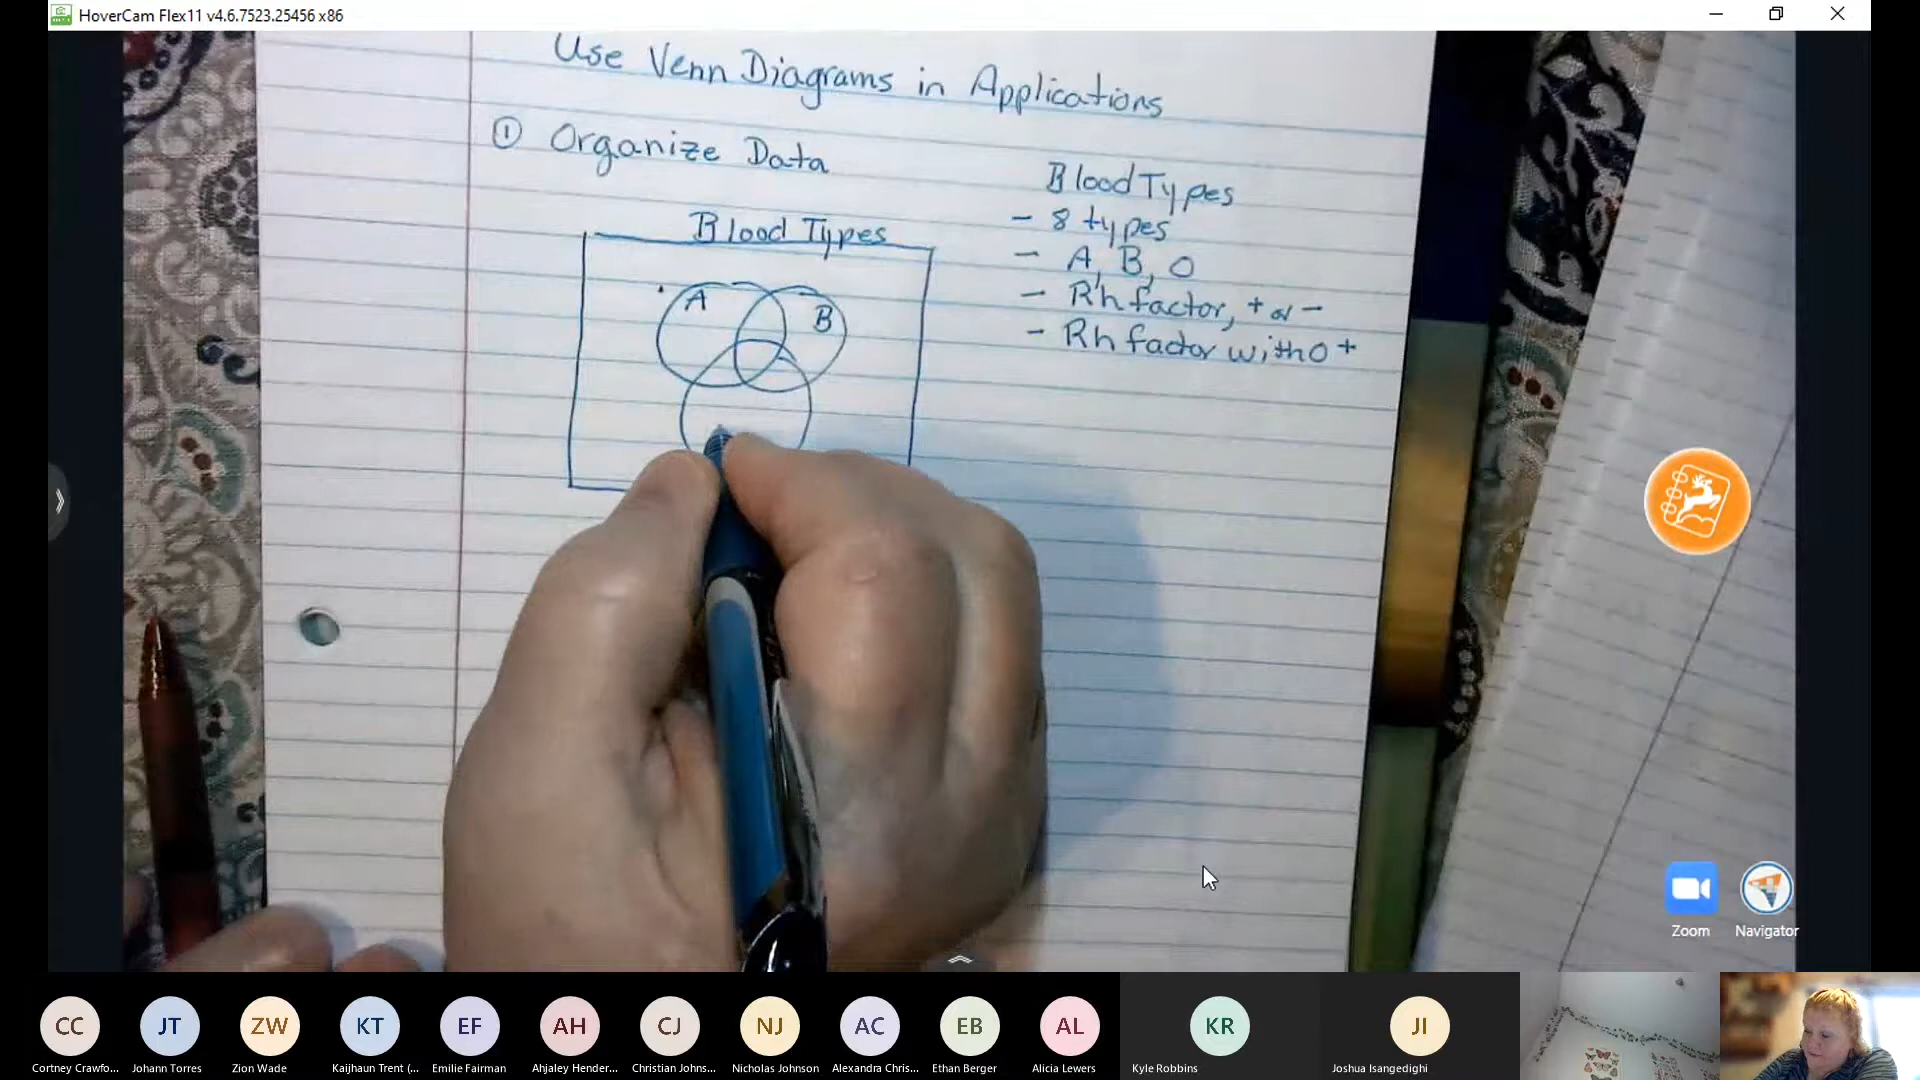 HoverCam Flex11 v4.6.7523.25456 x86
Use Venn Diagrams in Applications
① Organize Data
Blood Types
A
B
Blood Types
- 8 types
- A, B, O
- Rh factor, + or -
- Rh factor with O +
Zoom
Navigator
CC
JT
ZW
KT
EF
AH
CJ
NJ
AC
EB
AL
KR
JI
Cortney Crawfo...
Johann Torres
Zion Wade
Kaijhaun Trent (...
Emilie Fairman
Ahjaley Hender...
Christian Johns...
Nicholas Johnson
Alexandra Chris...
Ethan Berger
Alicia Lewers
Kyle Robbins
Joshua Isangedighi